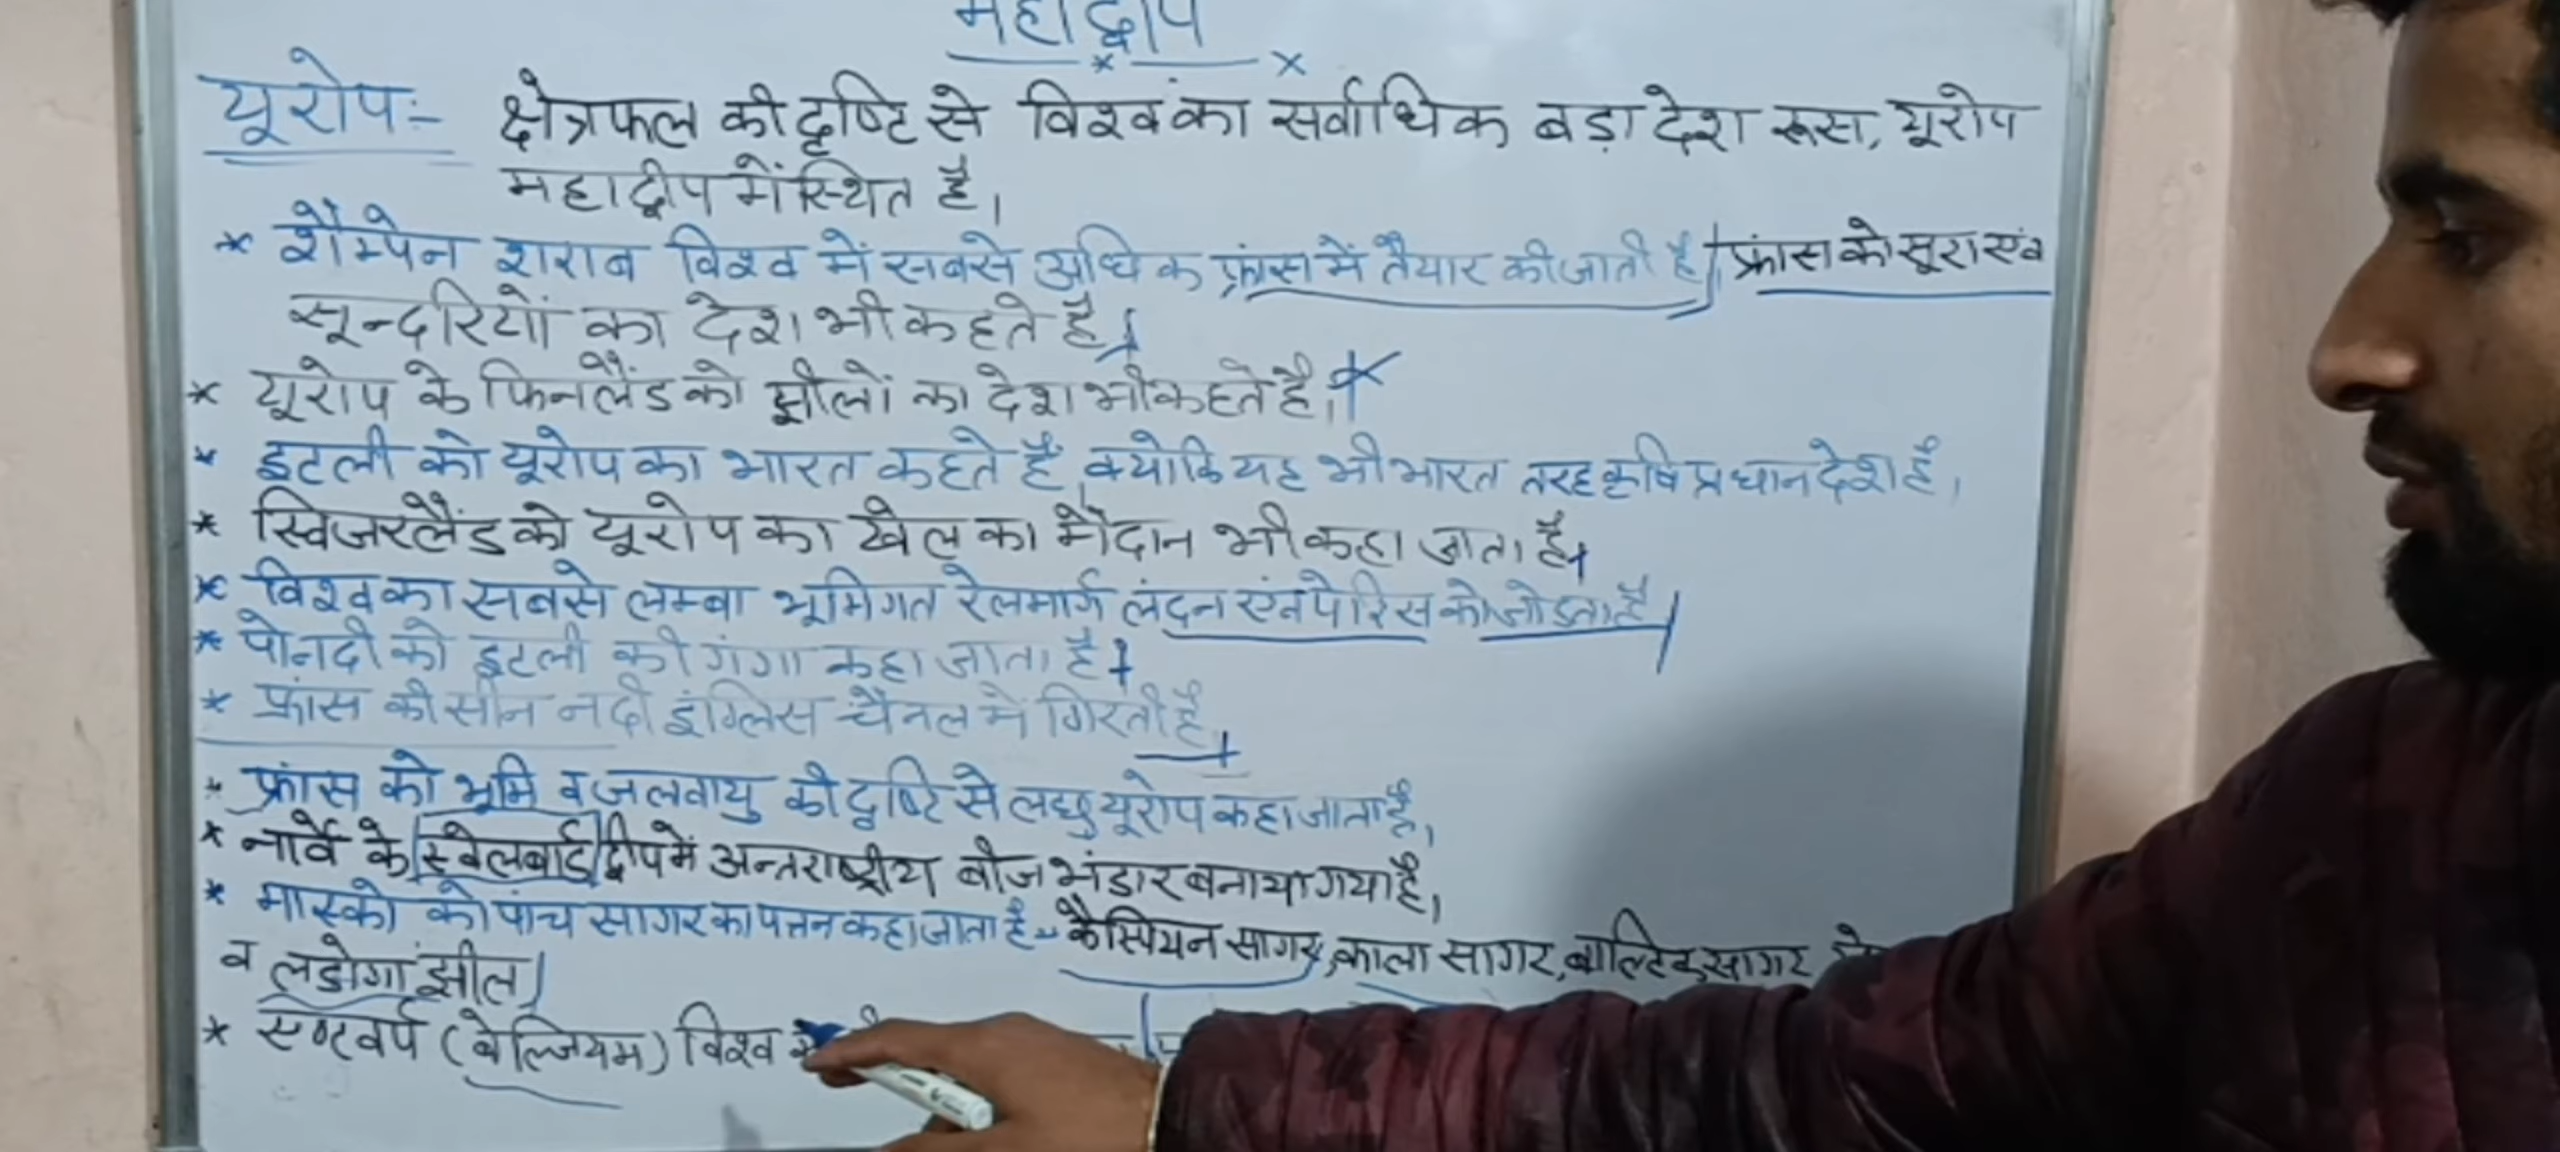 महाद्वीप
यूरोप:- क्षेत्रफल की दृष्टि से विश्व का सर्वाधिक बड़ा देश रूस, यूरोप
महाद्वीप में स्थित है।
* शैम्पेन शराब विश्व में सबसे अधिक फ्रांस में तैयार की जाती है। फ्रांस को सूरा एंव
सून्दरियों का देश भी कहते है।
* यूरोप के फिनलैंड को झीलों का देश भी कहते है।
* इटली को यूरोप का भारत कहते है, क्योकि यह भी भारत तरह कृषि प्रधान देश है।
* स्विजरलैंड को यूरोप का खेल का मैदान भी कहा जाता है।
* विश्व का सबसे लम्बा भूमिगत रेलमार्ग लंदन एंव पेरिस को जोडता है
* पो नदी को इटली की गंगा कहा जाता है।
* फ्रांस की सीन नदी इंग्लिस चैनल मे गिरती है।
* फ्रांस को भूमि व जलवायु की दृष्टि से लघु यूरोप कहा जाता है।
* नार्वे के स्वेलबार्ड द्वीप में अन्तराष्ट्रीय बीज भंडार बनाया गया है।
* मास्को को पांच सागर का पत्तन कहा जाता है - कैस्पियन सागर, काला सागर, बाल्टिक सागर
व लडोगा झील।
* एण्टवर्प (बेल्जियम) विश्व